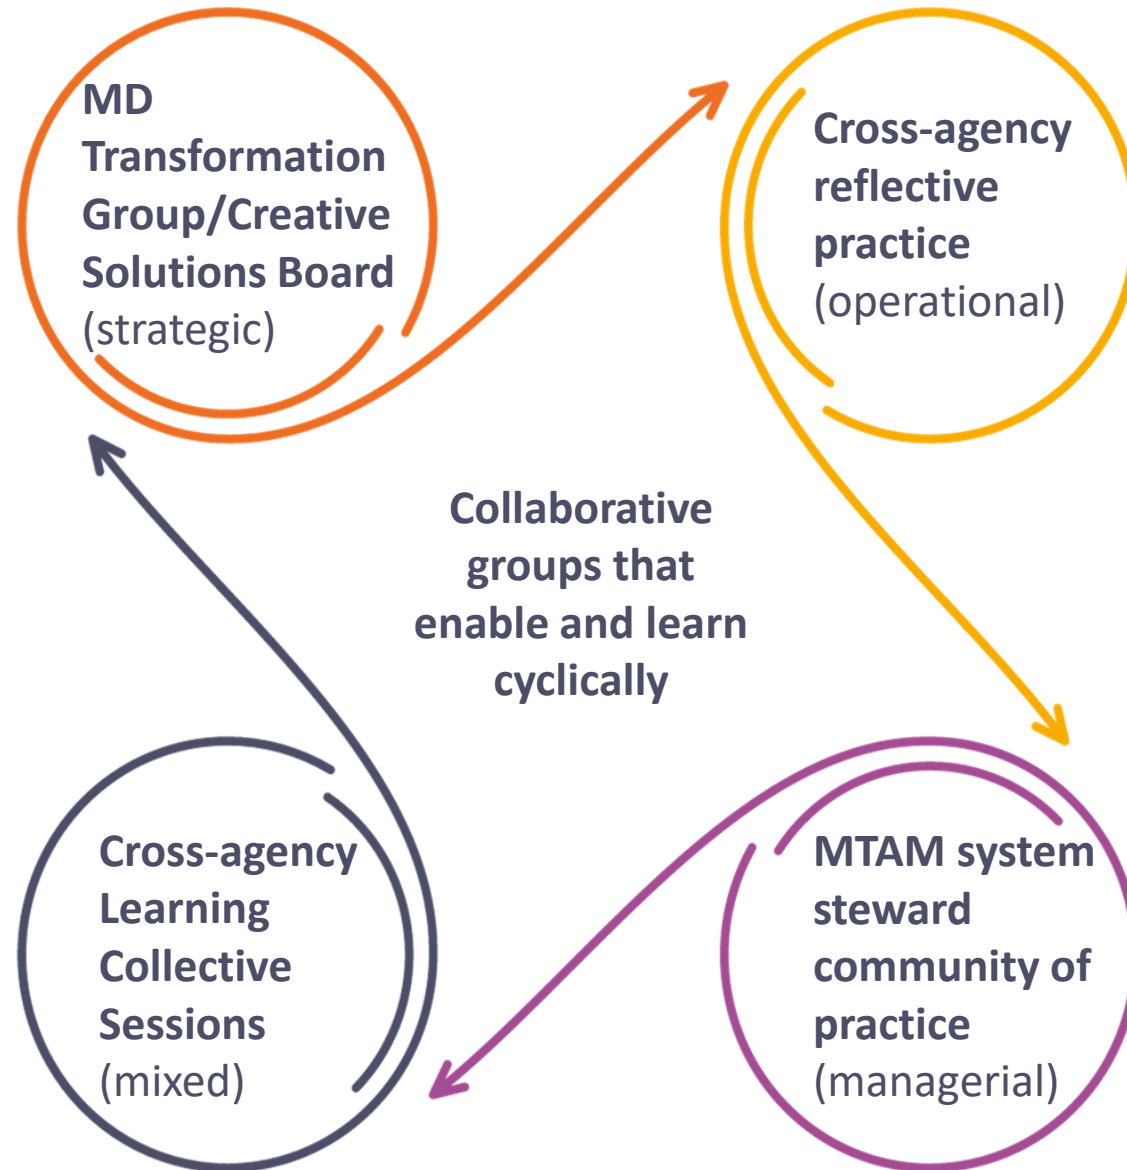 MD
Transformation
Group/Creative
Solutions Board
(strategic)
Cross-agency
reflective
practice
(operational)
Collaborative
groups that
enable and learn
cyclically
Cross-agency
Learning
Collective
Sessions
(mixed)
MTAM system
steward
community of
practice
(managerial)